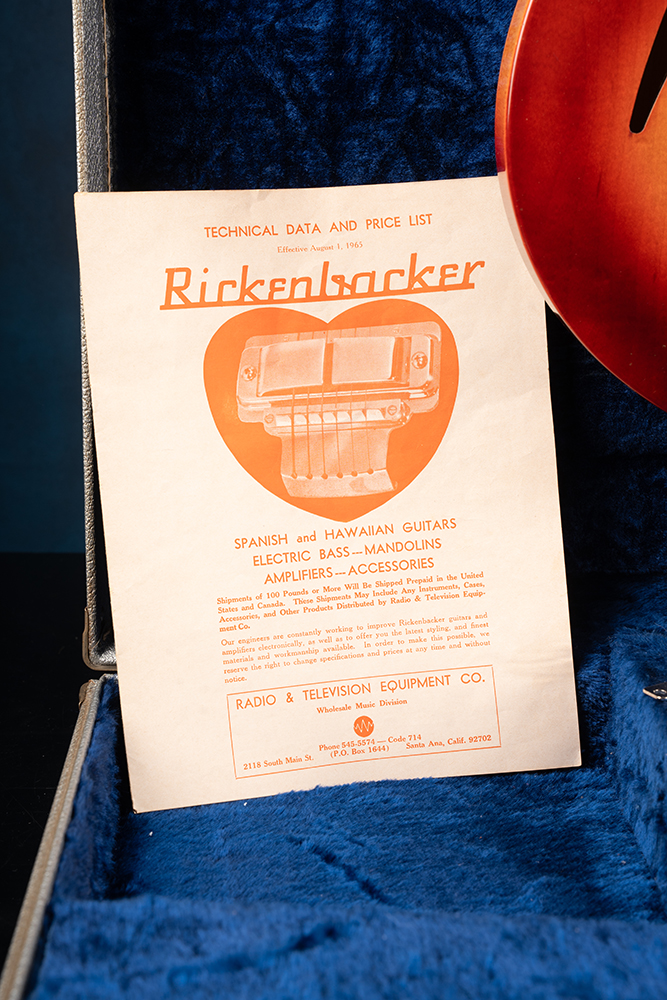 TECHNICAL DATA AND PRICE LIST
Effective August 1, 1965
Rickenbacker
SPANISH and HAWAIIAN GUITARS
ELECTRIC BASS---MANDOLINS
AMPLIFIERS---ACCESSORIES
Shipments of 100 Pounds or More Will Be Shipped Prepaid in the United
States and Canada. These Shipments May Include Any Instruments, Cases,
Accessories, and Other Products Distributed by Radio & Television Equip-
ment Co.
Our engineers are constantly working to improve Rickenbacker guitars and
amplifiers electronically, as well as to offer you the latest styling, and finest
materials and workmanship available. In order to make this possible, we
reserve the right to change specifications and prices at any time and without
notice.
RADIO & TELEVISION EQUIPMENT CO.
Wholesale Music Division
Phone 545-5574 — Code 714
2118 South Main St. (P.O. Box 1644) Santa Ana, Calif. 92702